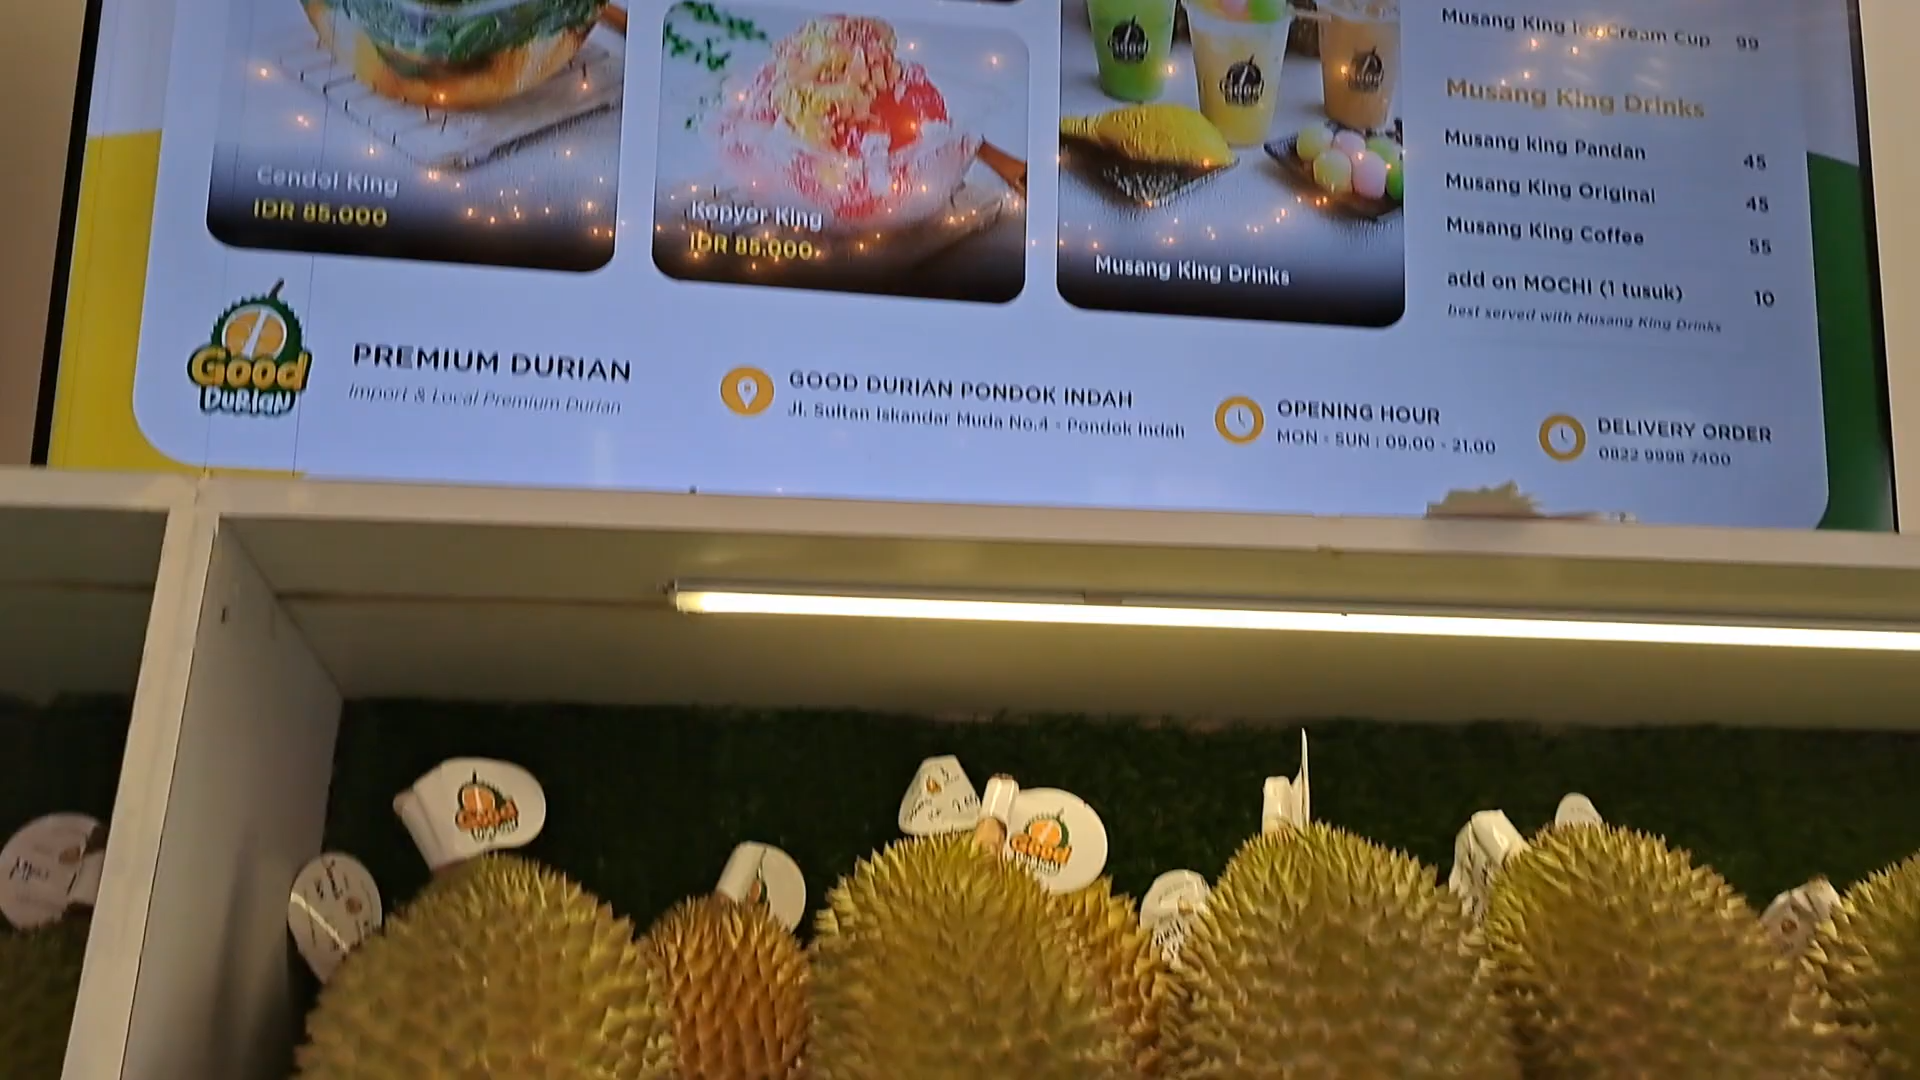 Musang King Ice Cream Cup 99
Musang King Drinks
Musang king Pandan 45
Musang King Original 45
Musang King Coffee 55
add on MOCHI (1 tusuk) 10
best served with Musang King Drinks
Cendol King
IDR 85,000
Kopyor King
IDR 85,000
Musang King Drinks
Good
DURIAN
PREMIUM DURIAN
Import & Local Premium Durian
GOOD DURIAN PONDOK INDAH
Jl. Sultan Iskandar Muda No.4 - Pondok Indah
OPENING HOUR
MON - SUN : 09.00 - 21.00
DELIVERY ORDER
0822 9998 7400
Good
Good
DURIAN